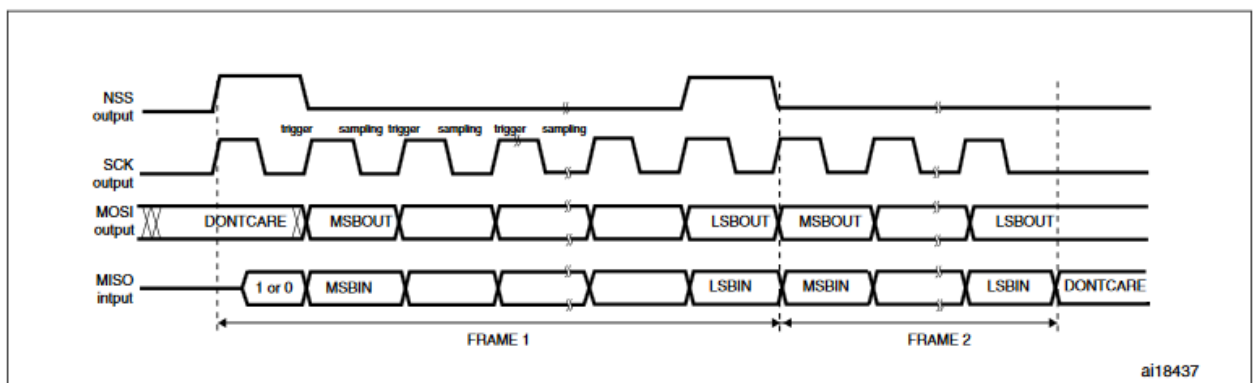 NSS
output
trigger sampling trigger sampling trigger sampling
SCK
output
MOSI
output
DONTCARE MSBOUT LSBOUT MSBOUT LSBOUT
MISO
intput
1 or 0 MSBIN LSBIN MSBIN LSBIN DONTCARE
FRAME 1 FRAME 2
ai18437